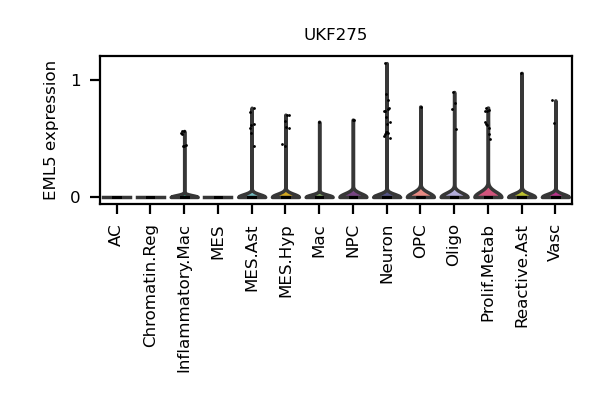 UKF275
EML5 expression
1
0
AC
Chromatin.Reg
Inflammatory.Mac
MES
MES.Ast
MES.Hyp
Mac
NPC
Neuron
OPC
Oligo
Prolif.Metab
Reactive.Ast
Vasc